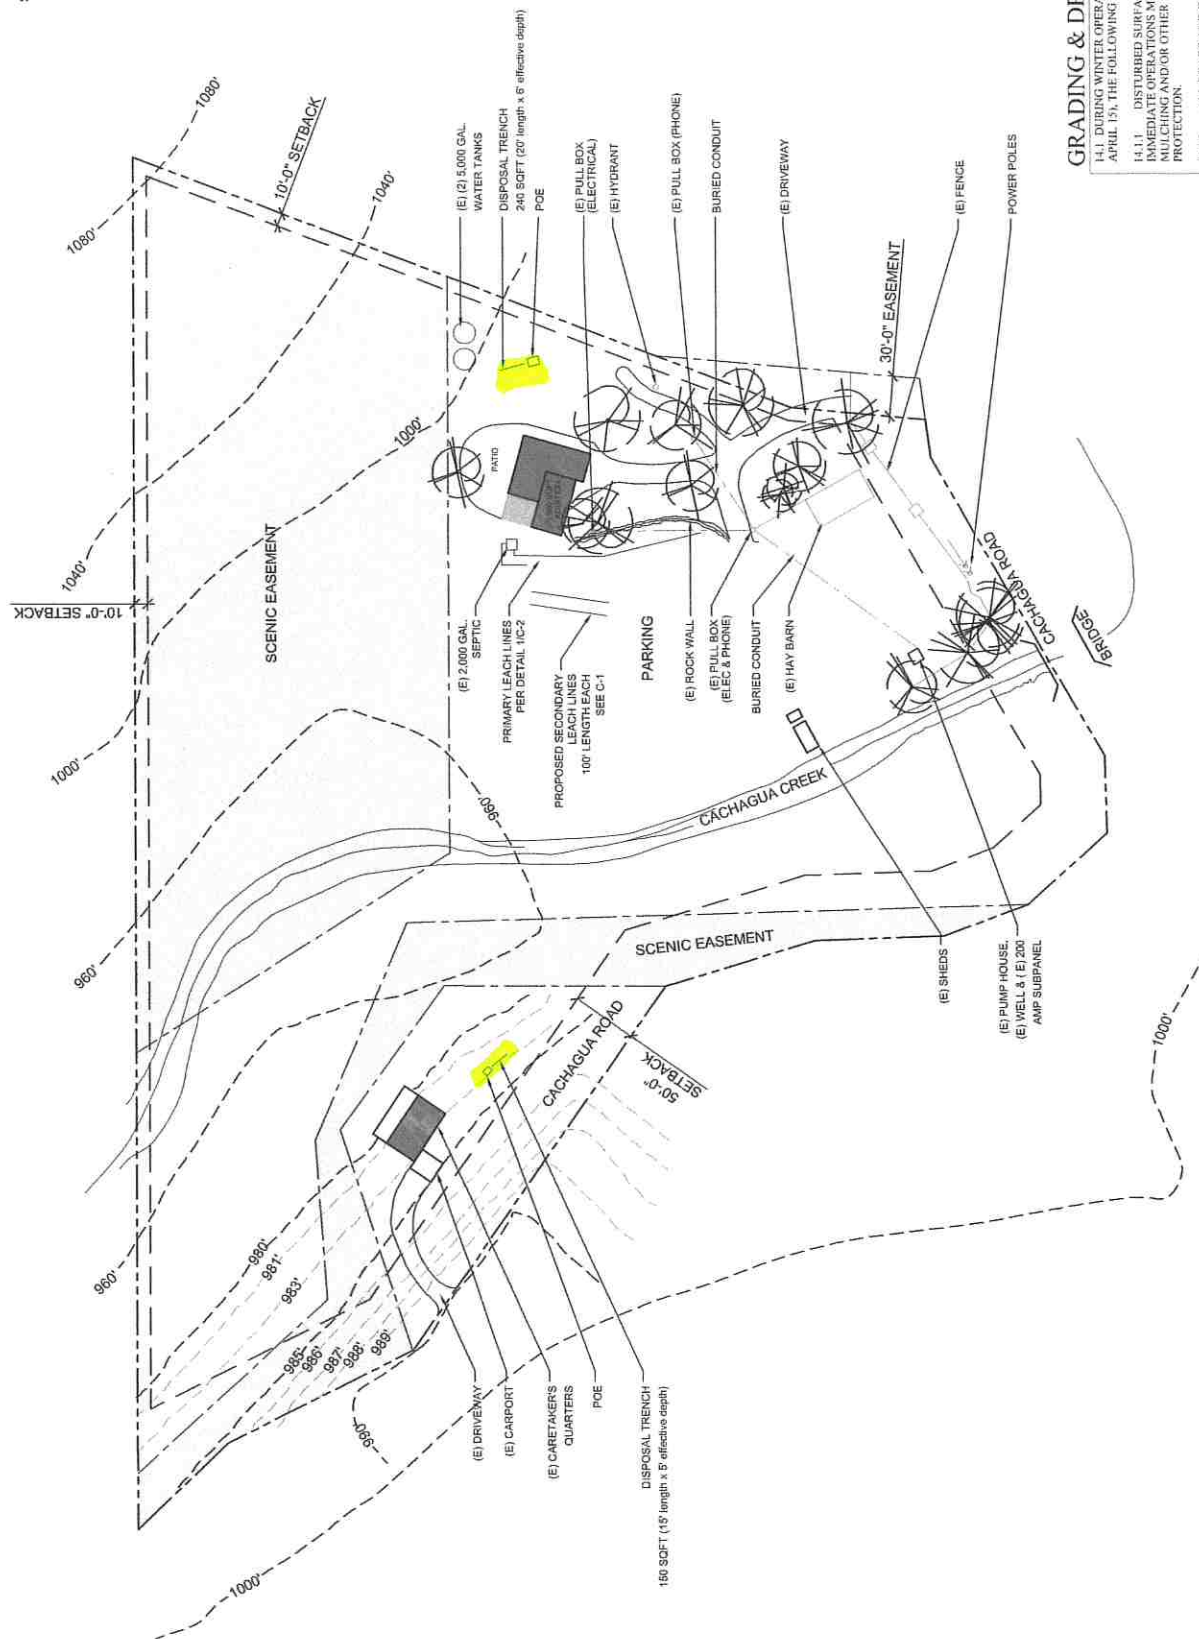 GRADING & DR
14.1 DURING WINTER OPERA
APRIL 15), THE FOLLOWING
14.1.1 DISTURBED SURFA
IMMEDIATE OPERATIONS M
MULCHING AND/OR OTHER
PROTECTION.
1080'
1080'
10'-0" SETBACK
1040'
(E) (2) 5,000 GAL.
WATER TANKS
DISPOSAL TRENCH
240 SQFT (20' length x 6' effective depth)
POE
(E) PULL BOX
(ELECTRICAL)
(E) HYDRANT
(E) PULL BOX (PHONE)
BURIED CONDUIT
(E) DRIVEWAY
30'-0" EASEMENT
(E) FENCE
POWER POLES
1000'
PATIO
10'-0" SETBACK
1040'
SCENIC EASEMENT
(E) 2,000 GAL.
SEPTIC
PRIMARY LEACH LINES
PER DETAIL 1/C-2
PROPOSED SECONDARY
LEACH LINES
100' LENGTH EACH
SEE C-1
PARKING
(E) ROCK WALL
(E) PULL BOX
(ELEC & PHONE)
BURIED CONDUIT
(E) HAY BARN
CACHAGUA ROAD
BRIDGE
1000'
960'
CACHAGUA CREEK
960'
SCENIC EASEMENT
(E) SHEDS
(E) PUMP HOUSE,
(E) WELL & (E) 200
AMP SUBPANEL
CACHAGUA ROAD
50'-0"
SETBACK
1000'
960'
980'
981'
983'
985'
986'
987'
988'
989'
990'
(E) DRIVEWAY
(E) CARPORT
(E) CARETAKER'S
QUARTERS
POE
DISPOSAL TRENCH
150 SQFT (15' length x 5' effective depth)
1000'